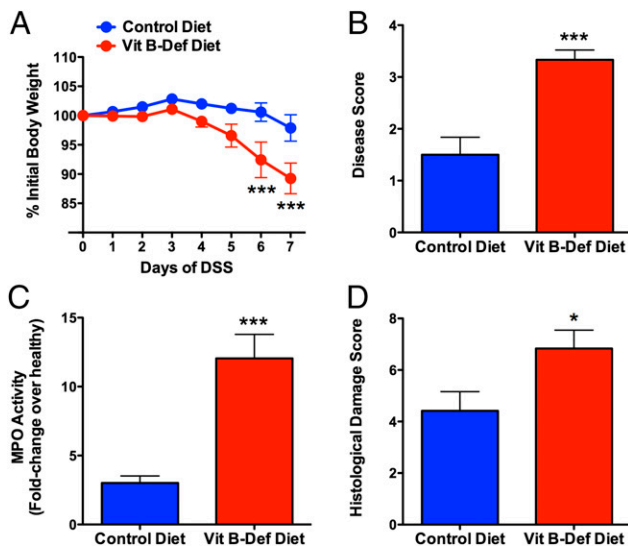 A
Control Diet
Vit B-Def Diet
% Initial Body Weight
110
105
100
95
90
85
***
***
0 1 2 3 4 5 6 7
Days of DSS
B
Disease Score
4
3
2
1
0
***
Control Diet Vit B-Def Diet
C
MPO Activity
(Fold-change over healthy)
15
10
5
0
***
Control Diet Vit B-Def Diet
D
Histological Damage Score
8
6
4
2
0
*
Control Diet Vit B-Def Diet